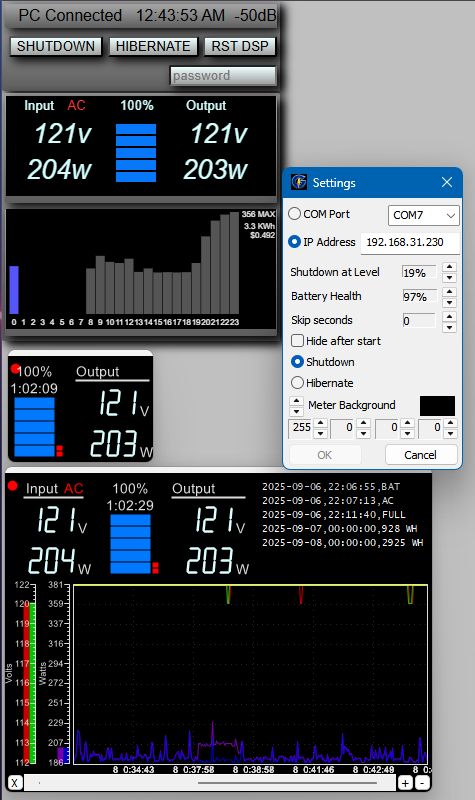 PC Connected 12:43:53 AM -50dB
SHUTDOWN HIBERNATE RST DSP
password
Input AC 100% Output
121v 121v
204w 203w
356 MAX
3.3 KWh
$0.492
0 1 2 3 4 5 6 7 8 9 10 11 12 13 14 15 16 17 18 19 20 21 22 23
Settings
COM Port COM7
IP Address 192.168.31.230
Shutdown at Level 19%
Battery Health 97%
Skip seconds 0
Hide after start
Shutdown
Hibernate
Meter Background
255 0 0 0
OK Cancel
100% Output
1:02:09 121 V
203 W
Input AC 100% Output
1:02:29
121 V 121 V
204 W 203 W
2025-09-06,22:06:55,BAT
2025-09-06,22:07:13,AC
2025-09-06,22:11:40,FULL
2025-09-07,00:00:00,928 WH
2025-09-08,00:00:00,2925 WH
122 381
120 359
119 337
118 316
117 294
116 272
115 251
114 229
113 207
112 186
Volts
Watts
8 0:34:43 8 0:37:58 8 0:38:58 8 0:41:46 8 0:42:48 8
X + -